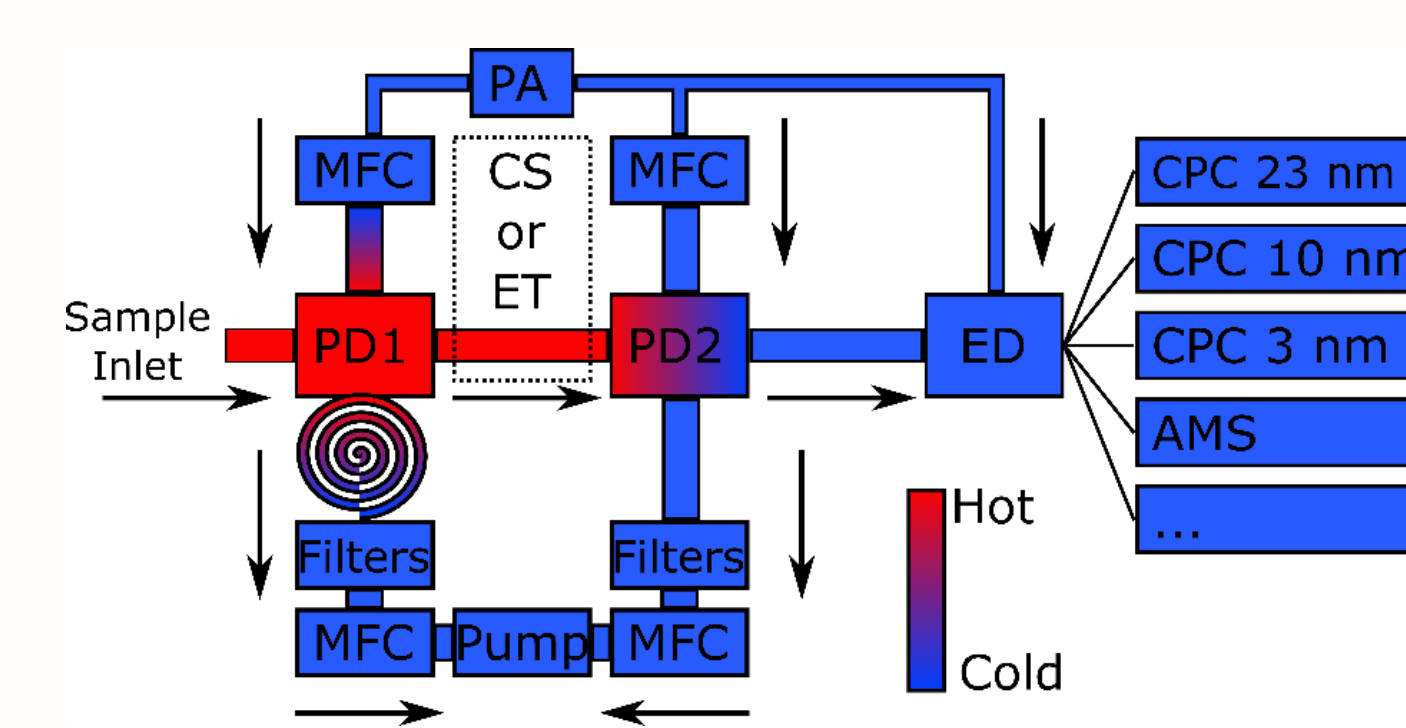 PA
MFC
CS
or
ET
MFC
CPC 23 nm
CPC 10 nm
Sample
Inlet
PD1
PD2
ED
CPC 3 nm
AMS
Hot
...
Filters
Filters
MFC
Pump
MFC
Cold